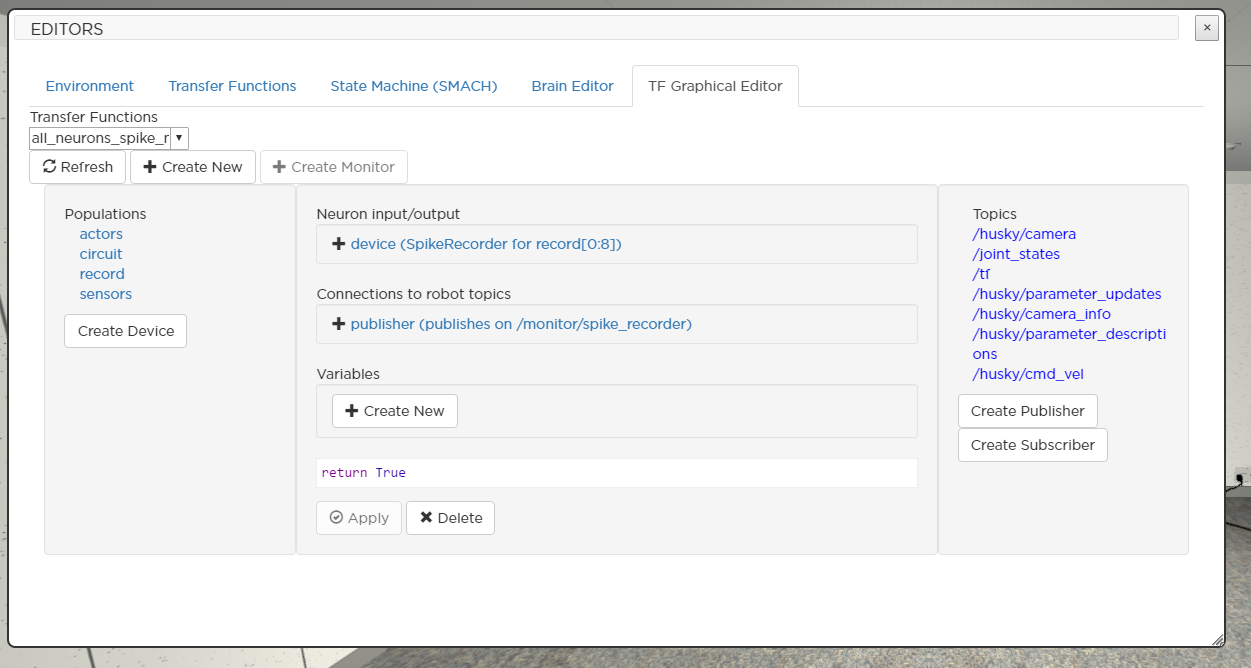 EDITORS
×
Environment Transfer Functions State Machine (SMACH) Brain Editor TF Graphical Editor
Transfer Functions
all_neurons_spike_r
Refresh Create New Create Monitor
Populations
actors
circuit
record
sensors
Create Device
Neuron input/output
device (SpikeRecorder for record[0:8])
Connections to robot topics
publisher (publishes on /monitor/spike_recorder)
Variables
Create New
return True
Apply Delete
Topics
/husky/camera
/joint_states
/tf
/husky/parameter_updates
/husky/camera_info
/husky/parameter_descripti
ons
/husky/cmd_vel
Create Publisher
Create Subscriber